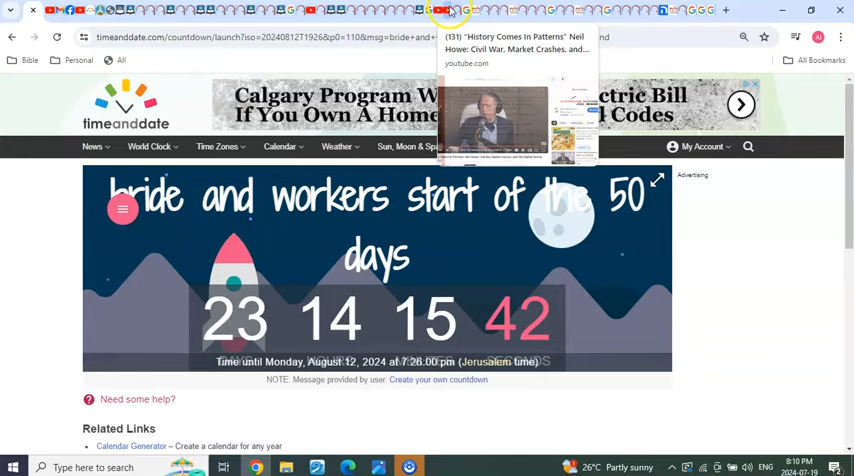 timeanddate.com/countdown/launch?iso=20240812T1926&p0=110&msg=bride+and+
nd
(131) "History Comes In Patterns" Neil
Howe: Civil War, Market Crashes, and...
youtube.com
Bible
Personal
All
All Bookmarks
Calgary Program W
If You Own A Home
ectric Bill
l Codes
timeanddate
News
World Clock
Time Zones
Calendar
Weather
Sun, Moon & Spa
My Account
bride and workers start of the 50
days
Advertising
23 14 15 42
Time until Monday, August 12, 2024 at 7:26:00 pm (Jerusalem time)
NOTE: Message provided by user. Create your own countdown
Need some help?
Related Links
Calendar Generator – Create a calendar for any year
Type here to search
26°C Partly sunny
ENG
8:10 PM
2024-07-19